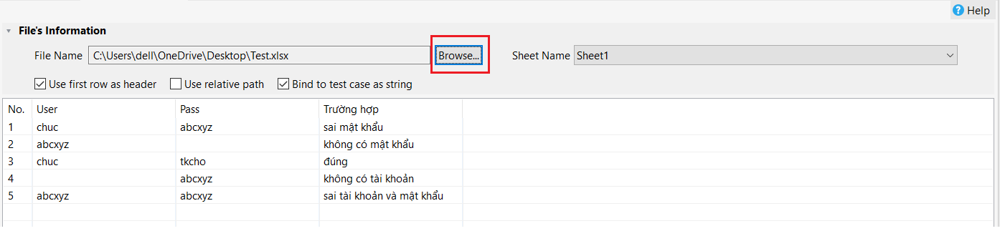 Help
File's Information
File Name C:\Users\dell\OneDrive\Desktop\Test.xlsx Browse... Sheet Name Sheet1
Use first row as header Use relative path Bind to test case as string
No. User Pass Trường hợp
1 chuc abcxyz sai mật khẩu
2 abcxyz không có mật khẩu
3 chuc tkcho đúng
4 abcxyz không có tài khoản
5 abcxyz abcxyz sai tài khoản và mật khẩu